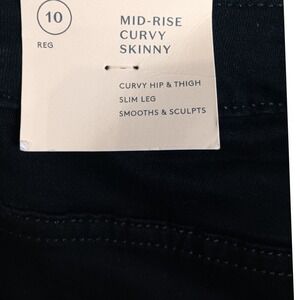 10
REG
MID-RISE
CURVY
SKINNY
CURVY HIP & THIGH
SLIM LEG
SMOOTHS & SCULPTS